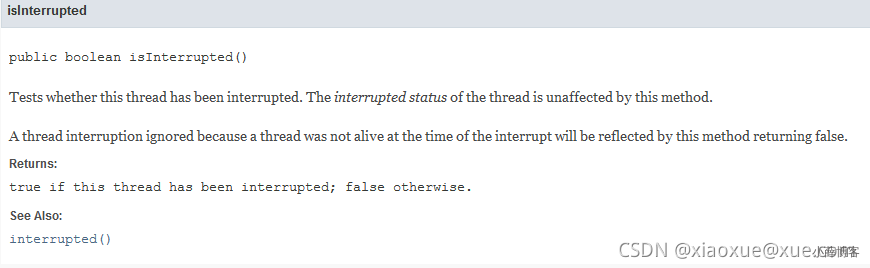 isInterrupted
public boolean isInterrupted()
Tests whether this thread has been interrupted. The interrupted status of the thread is unaffected by this method.
A thread interruption ignored because a thread was not alive at the time of the interrupt will be reflected by this method returning false.
Returns:
true if this thread has been interrupted; false otherwise.
See Also:
interrupted()
CSDN @xiaoxue@xue